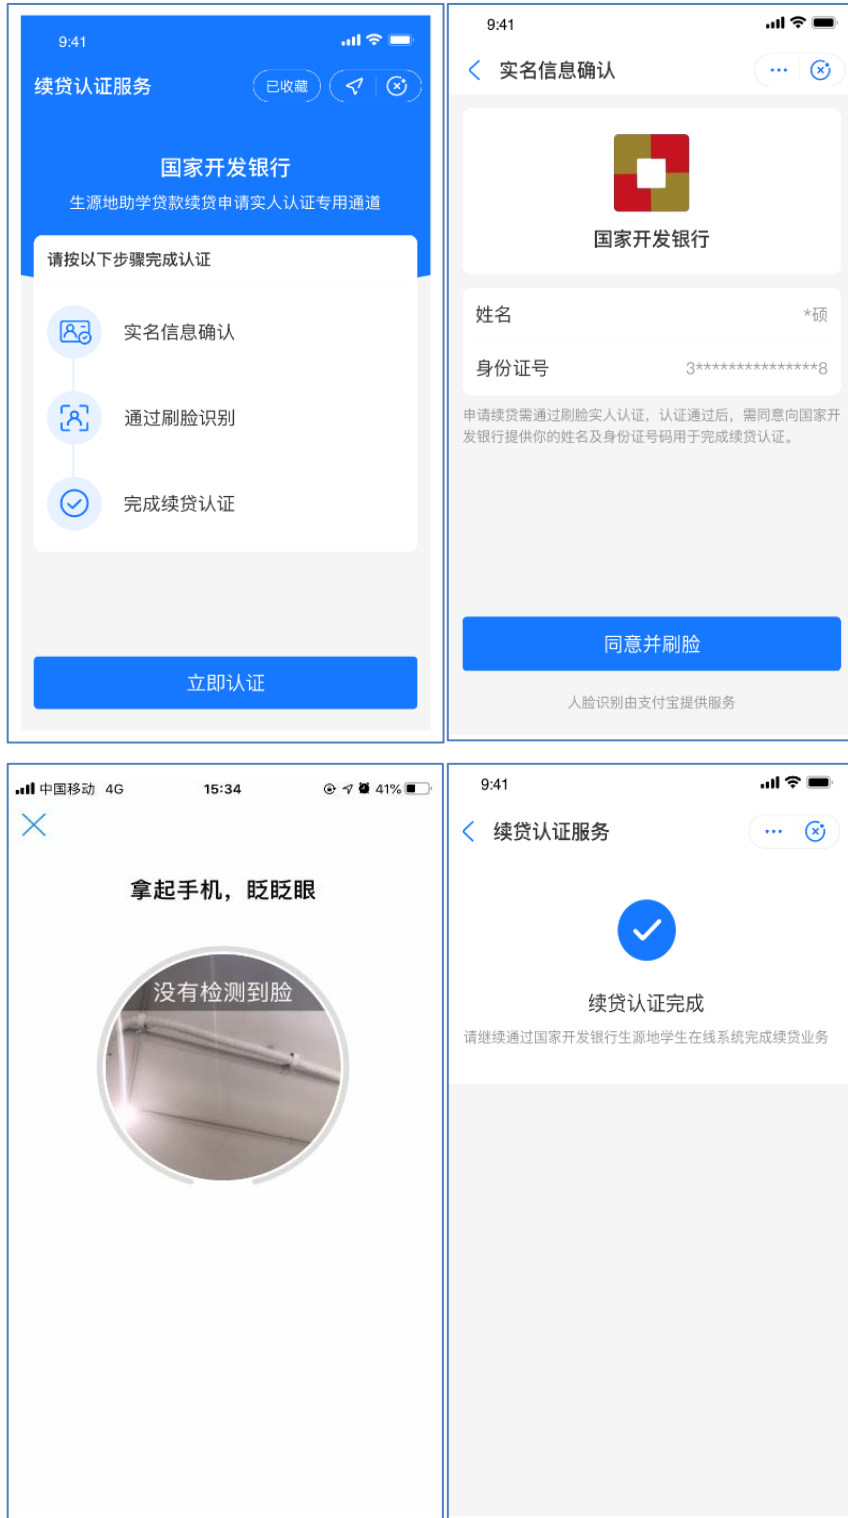 9:41
续贷认证服务
已收藏
国家开发银行
生源地助学贷款续贷申请实人认证专用通道
请按以下步骤完成认证
实名信息确认
通过刷脸识别
完成续贷认证
立即认证
9:41
实名信息确认
国家开发银行
姓名 *硕
身份证号 3***************8
申请续贷需通过刷脸实人认证，认证通过后，需同意向国家开
发银行提供你的姓名及身份证号码用于完成续贷认证。
同意并刷脸
人脸识别由支付宝提供服务
中国移动 4G 15:34 41%
拿起手机，眨眨眼
没有检测到脸
9:41
续贷认证服务
续贷认证完成
请继续通过国家开发银行生源地学生在线系统完成续贷业务